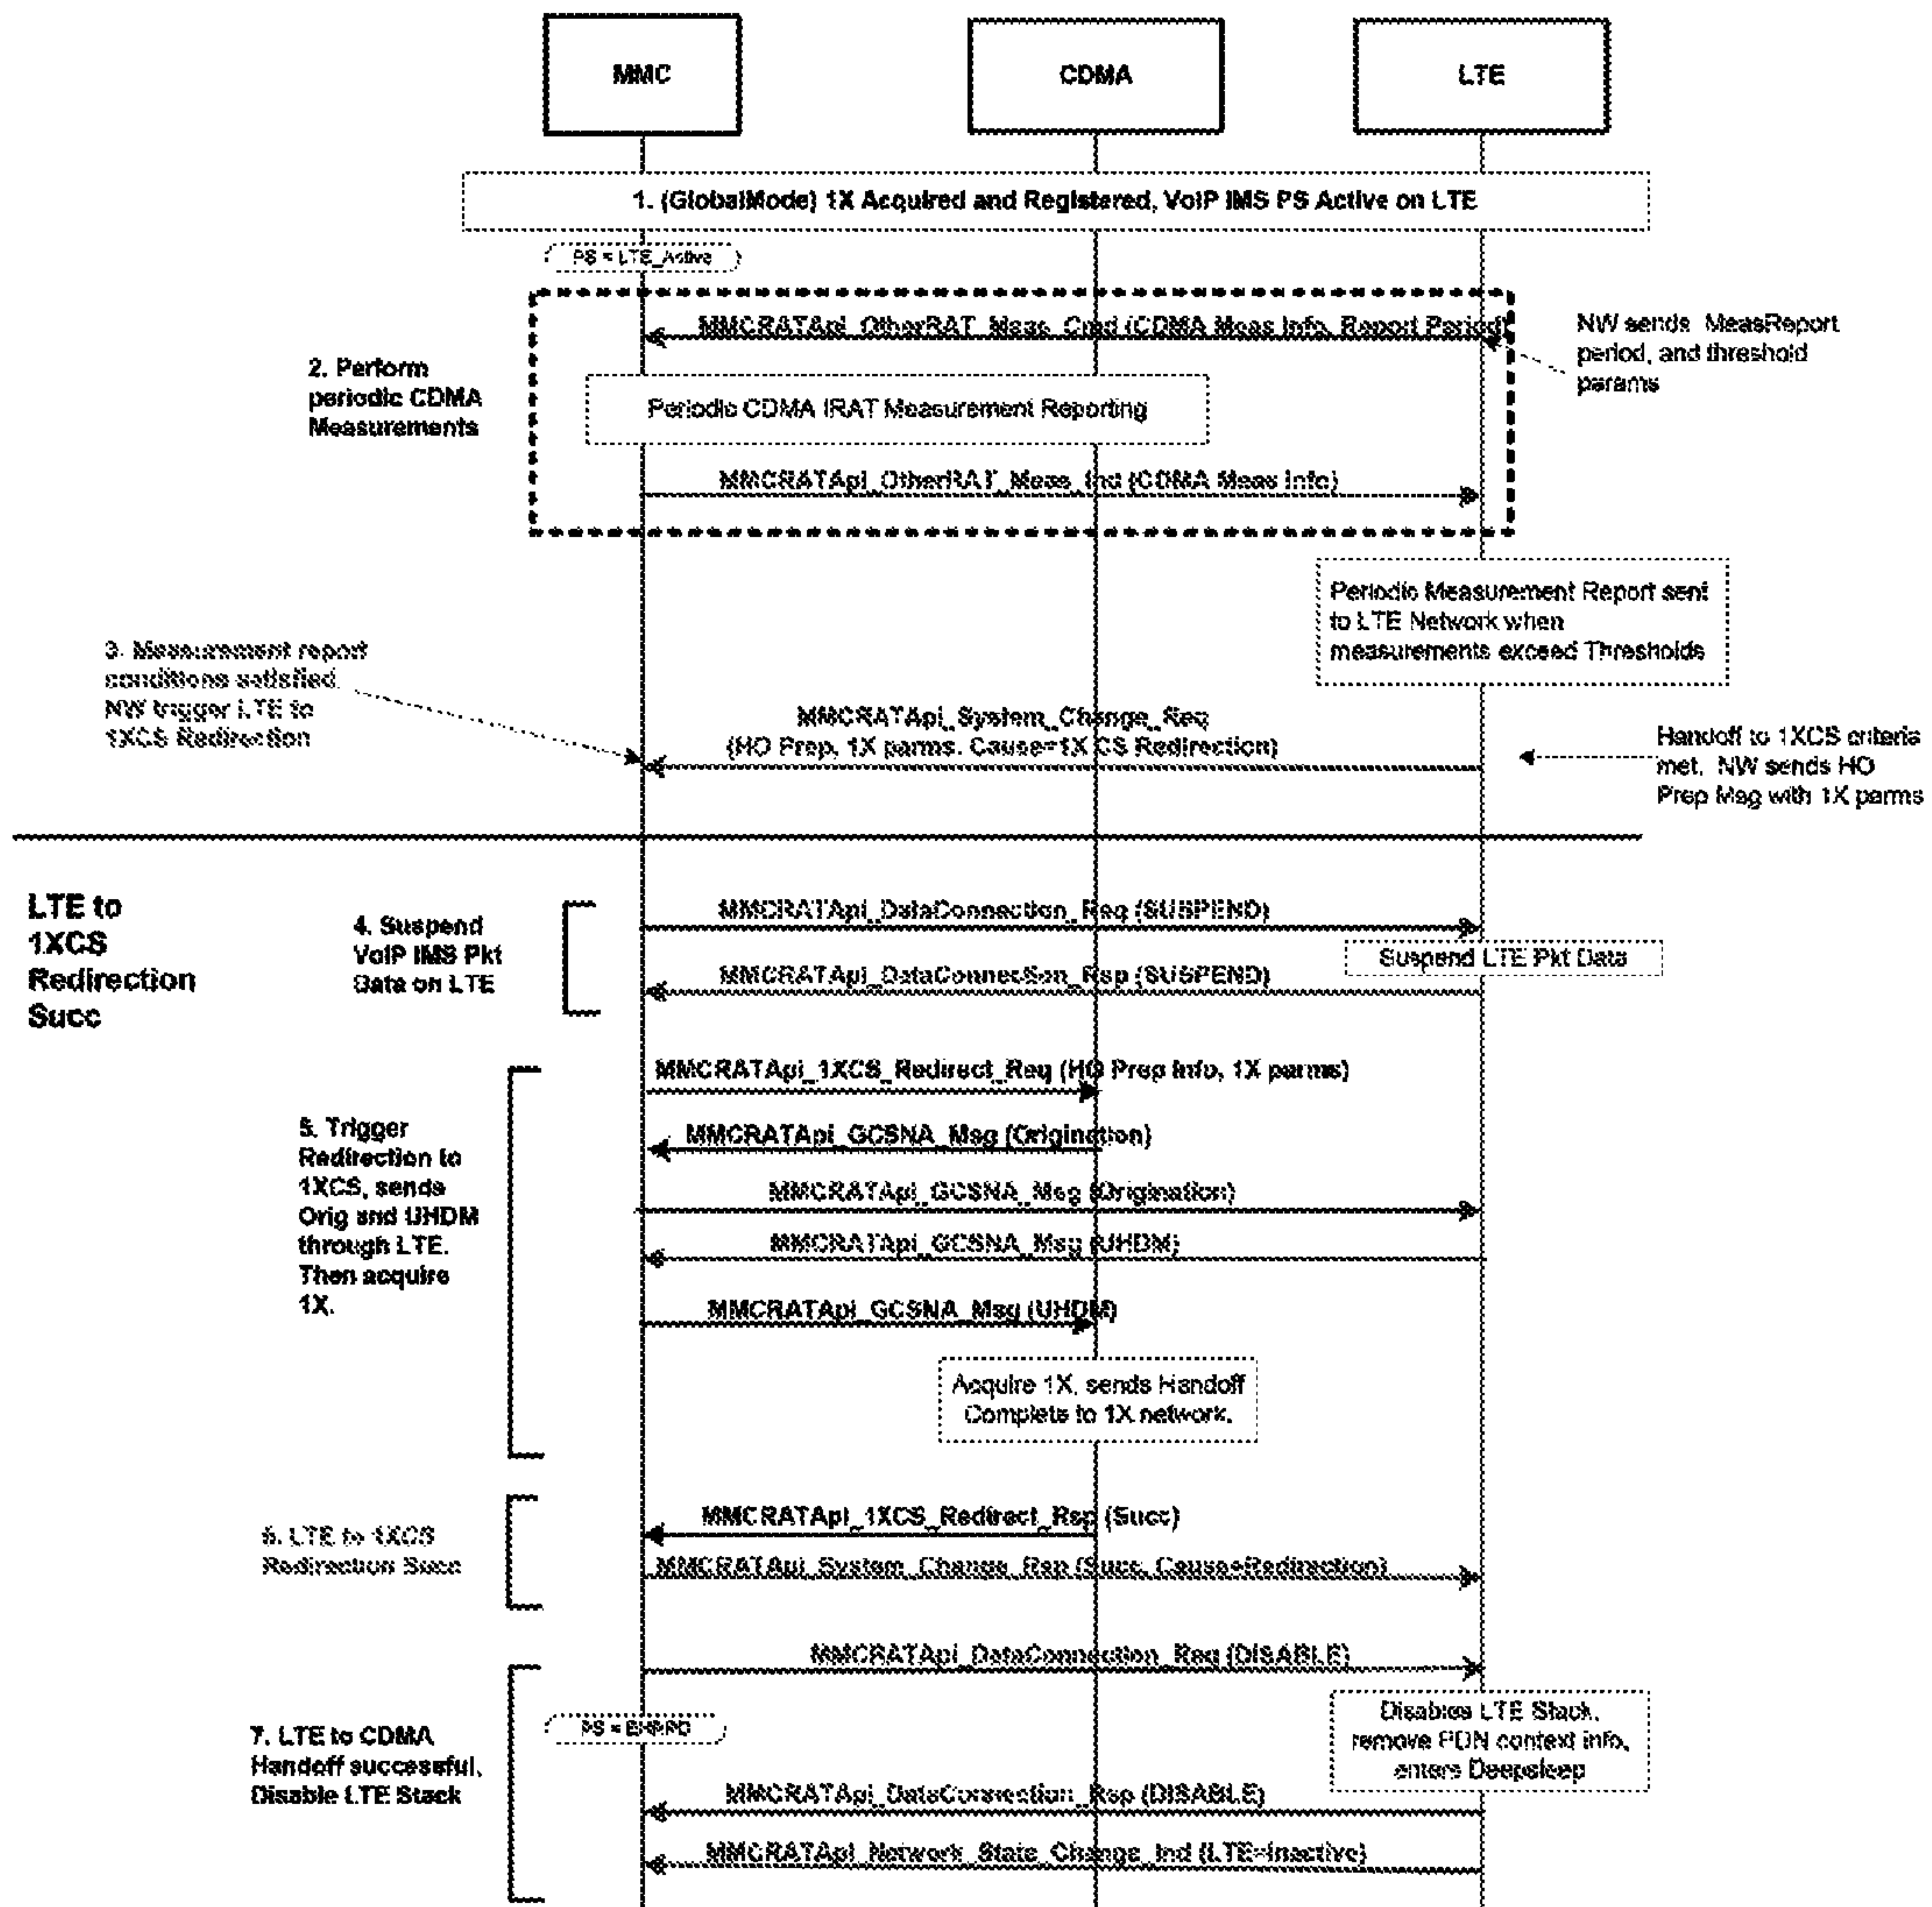 MMC
CDMA
LTE
1. (GlobalMode) 1X Acquired and Registered, VoIP IMS PS Active on LTE
PS = LTE_Active
MMCRATApi_OtherRAT_Meas_Cmd (CDMA Meas Info, Report Period)
NW sends MeasReport
period, and threshold
params
2. Perform
periodic CDMA
Measurements
Periodic CDMA IRAT Measurement Reporting
MMCRATApi_OtherRAT_Meas_Ind (CDMA Meas Info)
Periodic Measurement Report sent
to LTE Network when
measurements exceed Thresholds
3. Measurement report
conditions satisfied.
NW trigger LTE to
1XCS Redirection
MMCRATApi_System_Change_Req
(HO Prep, 1X parms. Cause=1X CS Redirection)
Handoff to 1XCS criteria
met. NW sends HO
Prep Msg with 1X parms
LTE to
1XCS
Redirection
Succ
4. Suspend
VoIP IMS Pkt
Data on LTE
MMCRATApi_DataConnection_Req (SUSPEND)
Suspend LTE Pkt Data
MMCRATApi_DataConnection_Rsp (SUSPEND)
5. Trigger
Redirection to
1XCS, sends
Orig and UHDM
through LTE.
Then acquire
1X.
MMCRATApi_1XCS_Redirect_Req (HO Prep Info, 1X parms)
MMCRATApi_GCSNA_Msg (Origination)
MMCRATApi_GCSNA_Msg (Origination)
MMCRATApi_GCSNA_Msg (UHDM)
MMCRATApi_GCSNA_Msg (UHDM)
Acquire 1X, sends Handoff
Complete to 1X network.
6. LTE to 1XCS
Redirection Succ
MMCRATApi_1XCS_Redirect_Rsp (Succ)
MMCRATApi_System_Change_Rsp (Succ, Cause=Redirection)
7. LTE to CDMA
Handoff successful.
Disable LTE Stack
MMCRATApi_DataConnection_Req (DISABLE)
PS = EHRPD
Disables LTE Stack,
remove PDN context info,
enters Deepsleep
MMCRATApi_DataConnection_Rsp (DISABLE)
MMCRATApi_Network_State_Change_Ind (LTE=Inactive)